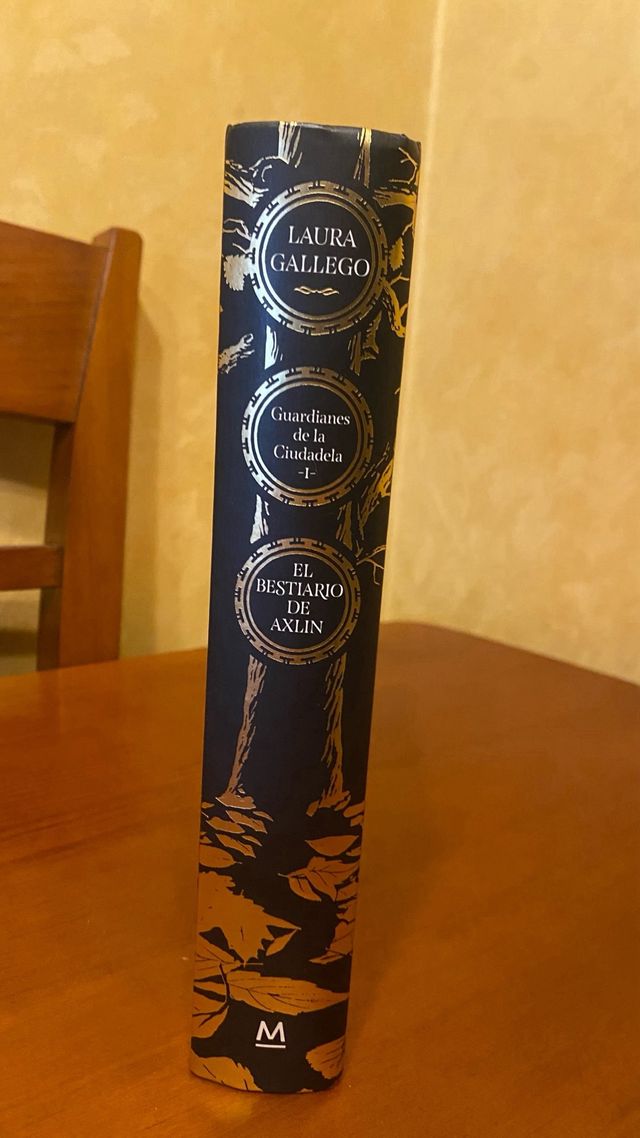 LAURA
GALLEGO
Guardianes
de la
Ciudadela
-I-
EL
BESTIARIO
DE
AXLIN
M